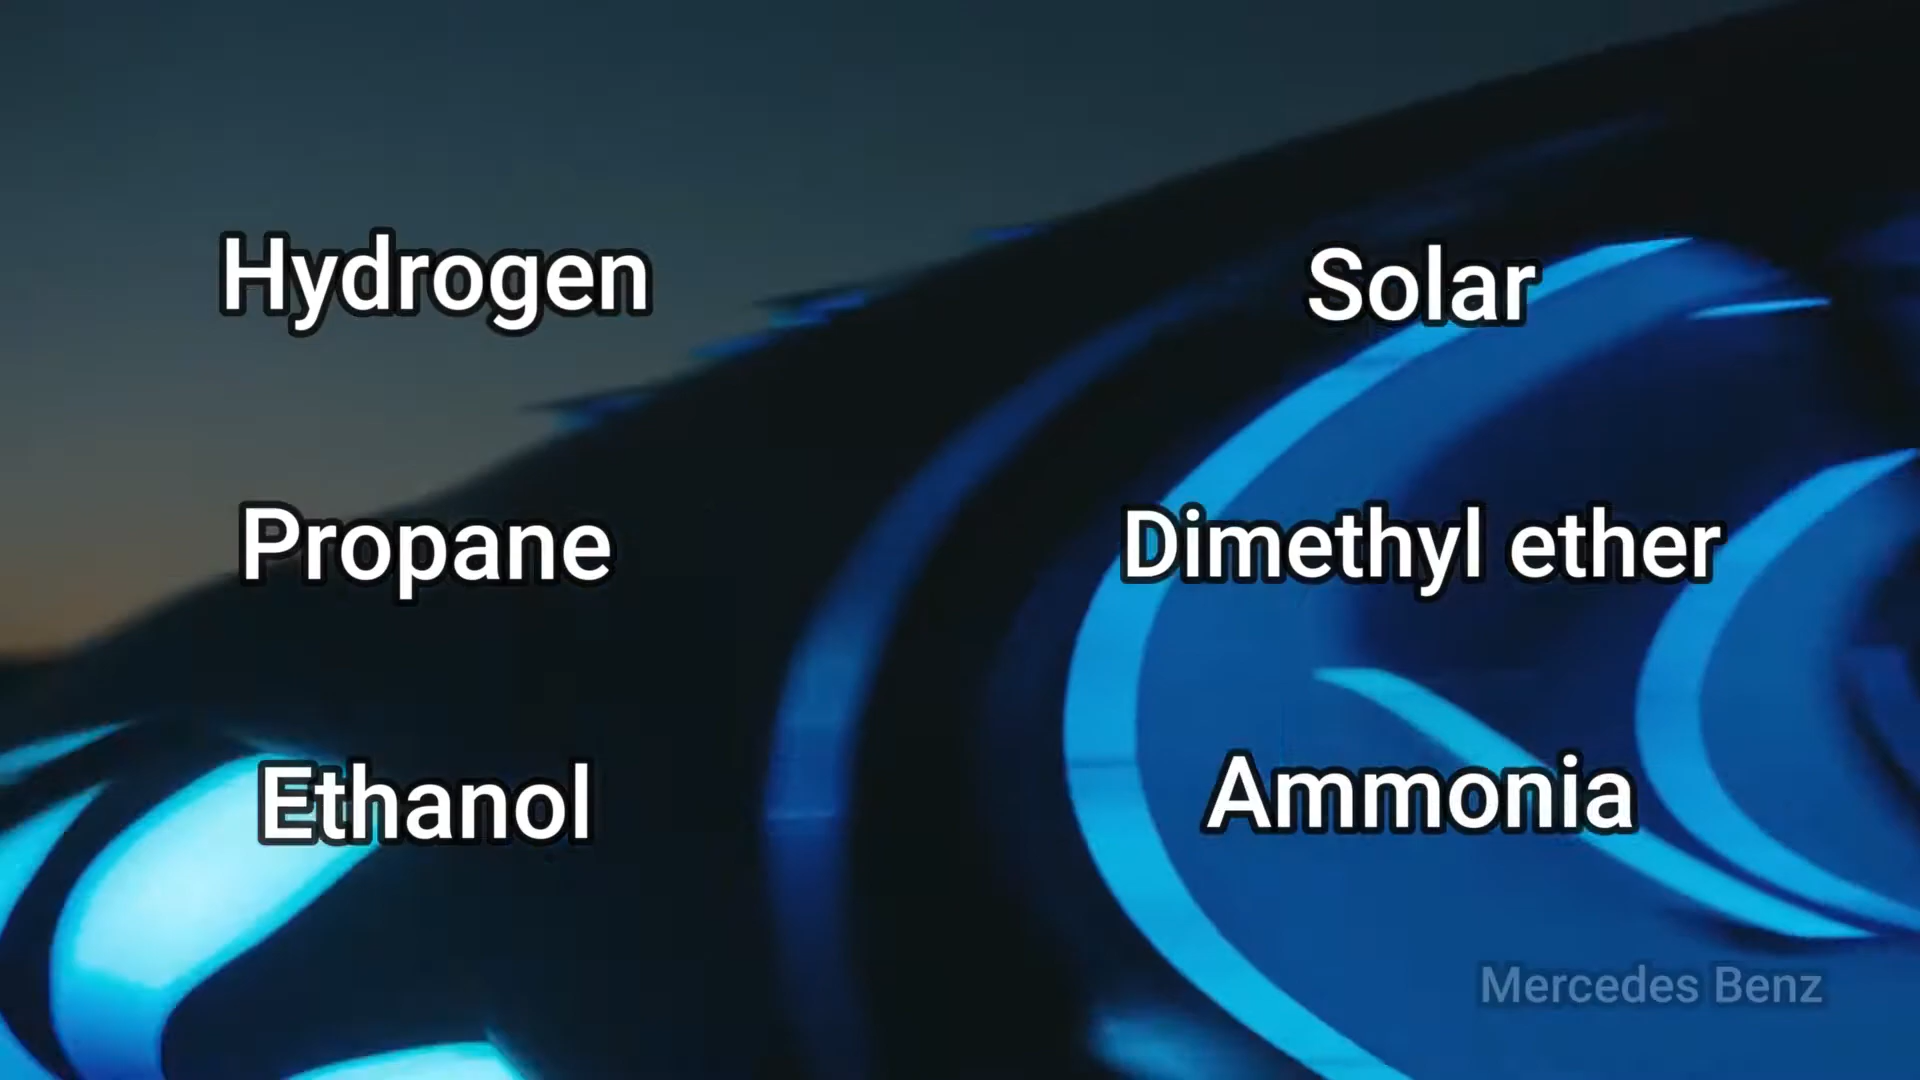 Hydrogen
Solar
Propane
Dimethyl ether
Ethanol
Ammonia
Mercedes Benz